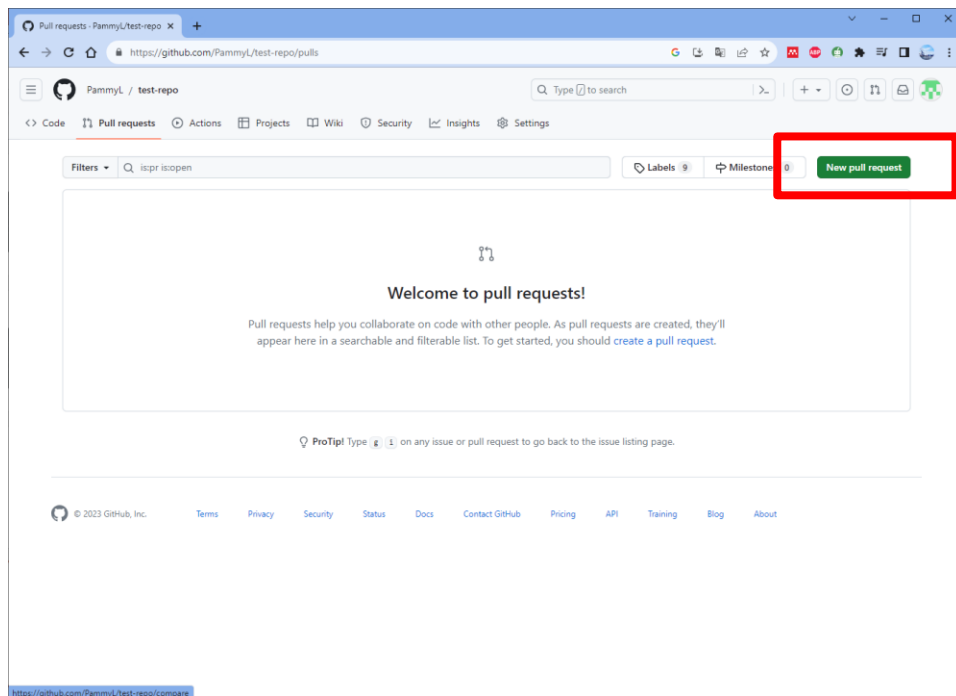 Pull requests · PammyL/test-repo
https://github.com/PammyL/test-repo/pulls
PammyL / test-repo
Type / to search
Code Pull requests Actions Projects Wiki Security Insights Settings
Filters is:pr is:open Labels 9 Milestone 0 New pull request
Welcome to pull requests!
Pull requests help you collaborate on code with other people. As pull requests are created, they'll
appear here in a searchable and filterable list. To get started, you should create a pull request.
ProTip! Type g i on any issue or pull request to go back to the issue listing page.
© 2023 GitHub, Inc. Terms Privacy Security Status Docs Contact GitHub Pricing API Training Blog About
https://github.com/PammyL/test-repo/compare